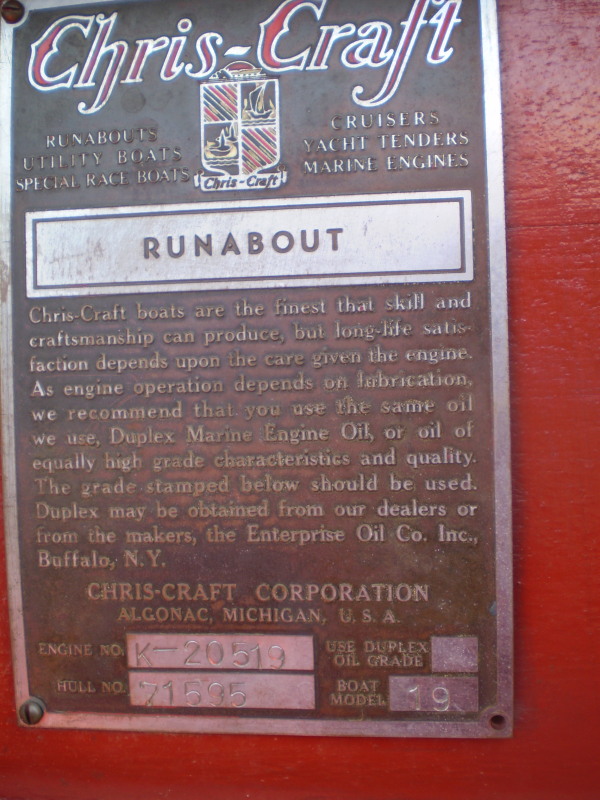 Chris-Craft
RUNABOUTS
UTILITY BOATS
SPECIAL RACE BOATS
Chris-Craft
CRUISERS
YACHT TENDERS
MARINE ENGINES
RUNABOUT
Chris-Craft boats are the finest that skill and
craftsmanship can produce, but long-life satis-
faction depends upon the care given the engine.
As engine operation depends on lubrication,
we recommend that you use the same oil
we use, Duplex Marine Engine Oil, or oil of
equally high grade characteristics and quality.
The grade stamped below should be used.
Duplex may be obtained from our dealers or
from the makers, the Enterprise Oil Co. Inc.,
Buffalo, N.Y.
CHRIS-CRAFT CORPORATION
ALGONAC, MICHIGAN, U.S.A.
ENGINE NO. K-20519
USE DUPLEX
OIL GRADE
HULL NO. 71595
BOAT
MODEL 19